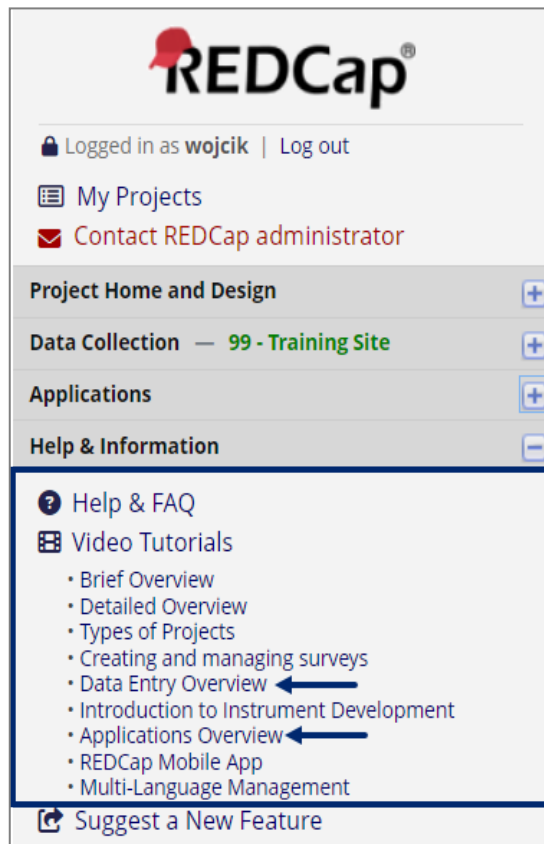 REDCap®
Logged in as wojcik | Log out
My Projects
Contact REDCap administrator
Project Home and Design
Data Collection — 99 - Training Site
Applications
Help & Information
Help & FAQ
Video Tutorials
• Brief Overview
• Detailed Overview
• Types of Projects
• Creating and managing surveys
• Data Entry Overview
• Introduction to Instrument Development
• Applications Overview
• REDCap Mobile App
• Multi-Language Management
Suggest a New Feature